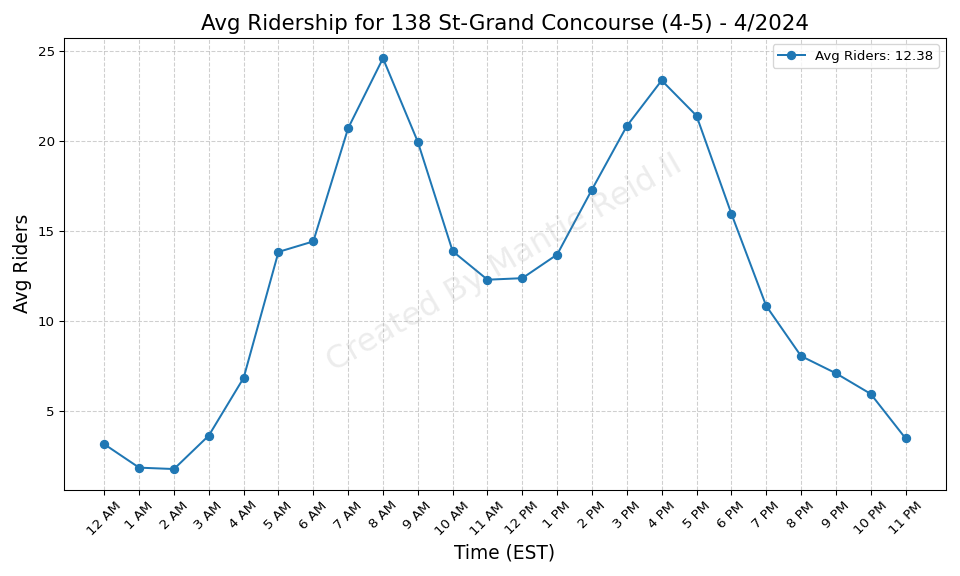 Avg Ridership for 138 St-Grand Concourse (4-5) - 4/2024
Avg Riders: 12.38
25
20
15
10
5
Avg Riders
Created By Mantic Reid II
12 AM
1 AM
2 AM
3 AM
4 AM
5 AM
6 AM
7 AM
8 AM
9 AM
10 AM
11 AM
12 PM
1 PM
2 PM
3 PM
4 PM
5 PM
6 PM
7 PM
8 PM
9 PM
10 PM
11 PM
Time (EST)